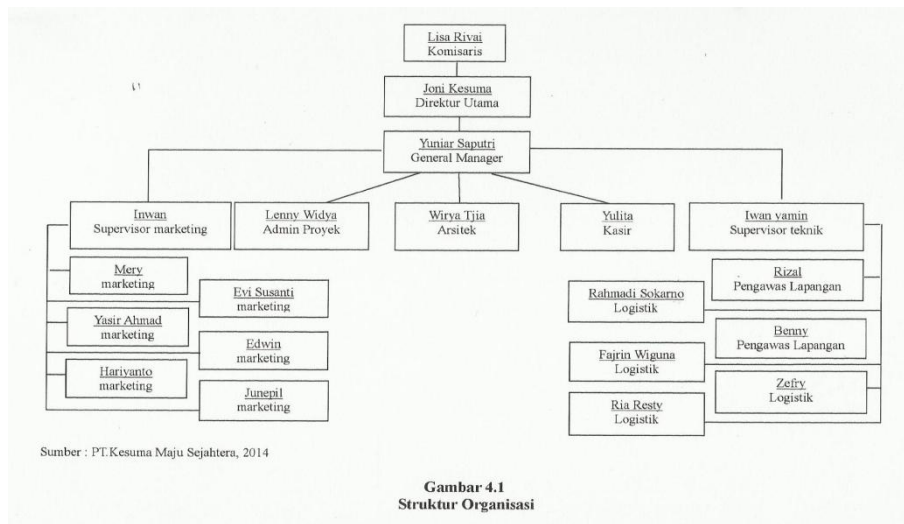 Lisa Rivai
Komisaris
Joni Kesuma
Direktur Utama
Yuniar Saputri
General Manager
Inwan
Supervisor marketing
Lenny Widya
Admin Proyek
Wirya Tjia
Arsitek
Yulita
Kasir
Iwan yamin
Supervisor teknik
Mery
marketing
Evi Susanti
marketing
Yasir Ahmad
marketing
Edwin
marketing
Hariyanto
marketing
Junepil
marketing
Rizal
Pengawas Lapangan
Rahmadi Sokarno
Logistik
Benny
Pengawas Lapangan
Fajrin Wiguna
Logistik
Zefry
Logistik
Ria Resty
Logistik
Sumber : PT.Kesuma Maju Sejahtera, 2014
Gambar 4.1
Struktur Organisasi